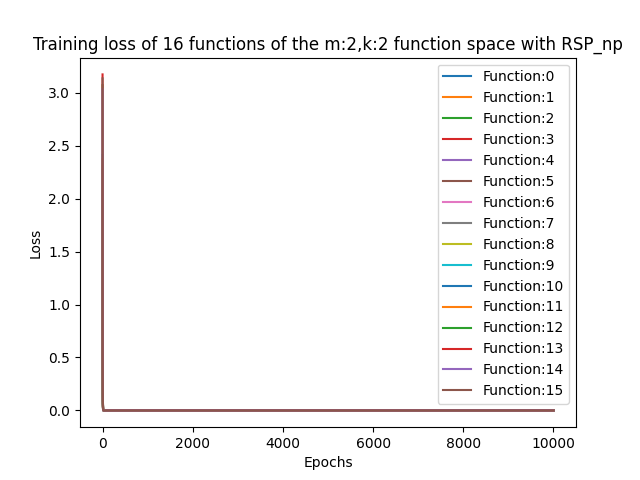 Training loss of 16 functions of the m:2,k:2 function space with RSP_np
3.0
2.5
2.0
1.5
1.0
0.5
0.0
Loss
0 2000 4000 6000 8000 10000
Epochs
Function:0
Function:1
Function:2
Function:3
Function:4
Function:5
Function:6
Function:7
Function:8
Function:9
Function:10
Function:11
Function:12
Function:13
Function:14
Function:15